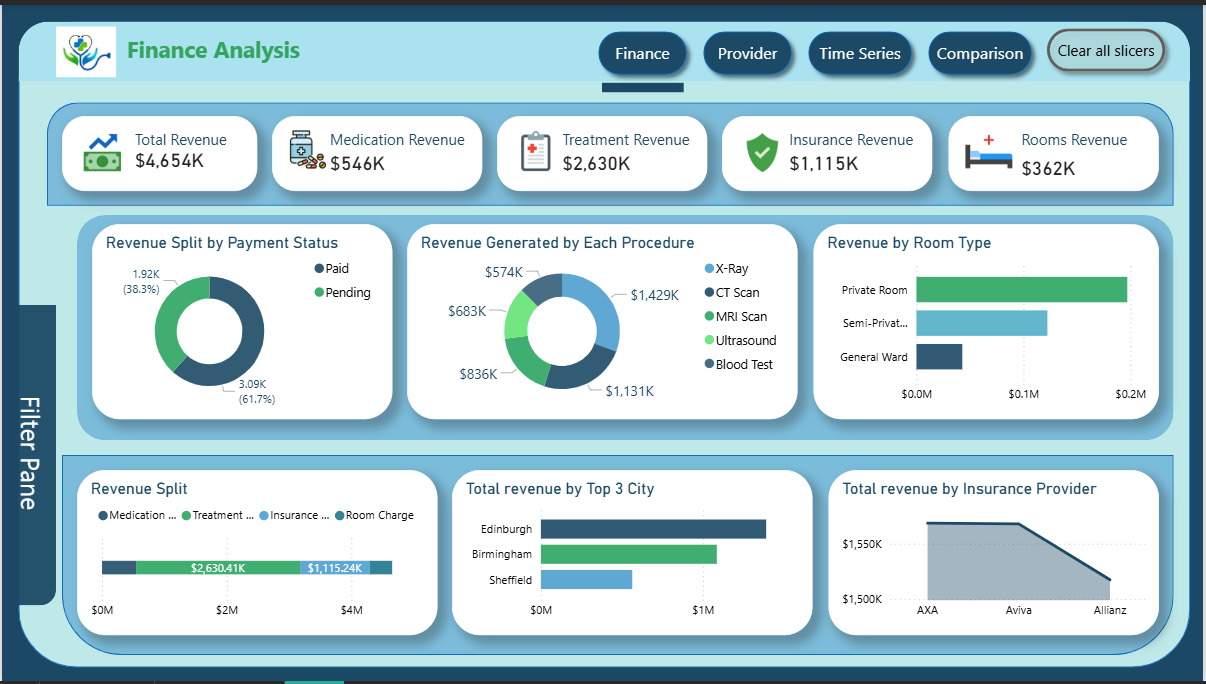 Finance Analysis
Finance
Provider
Time Series
Comparison
Clear all slicers
Total Revenue
$4,654K
Medication Revenue
$546K
Treatment Revenue
$2,630K
Insurance Revenue
$1,115K
Rooms Revenue
$362K
Filter Pane
Revenue Split by Payment Status
Paid
Pending
1.92K
(38.3%)
3.09K
(61.7%)
Revenue Generated by Each Procedure
X-Ray
CT Scan
MRI Scan
Ultrasound
Blood Test
$574K
$1,429K
$683K
$836K
$1,131K
Revenue by Room Type
Private Room
Semi-Privat...
General Ward
$0.0M
$0.1M
$0.2M
Revenue Split
Medication ...
Treatment ...
Insurance ...
Room Charge
$2,630.41K
$1,115.24K
$0M
$2M
$4M
Total revenue by Top 3 City
Edinburgh
Birmingham
Sheffield
$0M
$1M
Total revenue by Insurance Provider
$1,550K
$1,500K
AXA
Aviva
Allianz